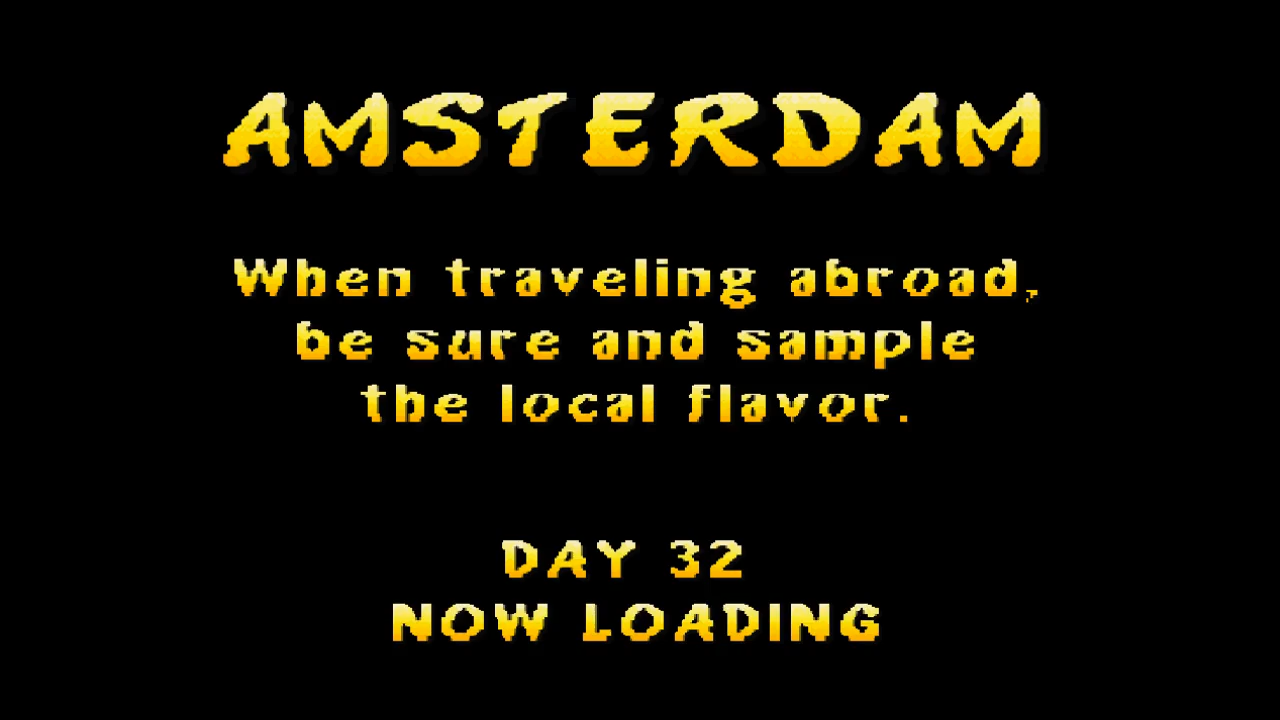 AMSTERDAM
When traveling abroad,
be sure and sample
the local flavor.
DAY 32
NOW LOADING